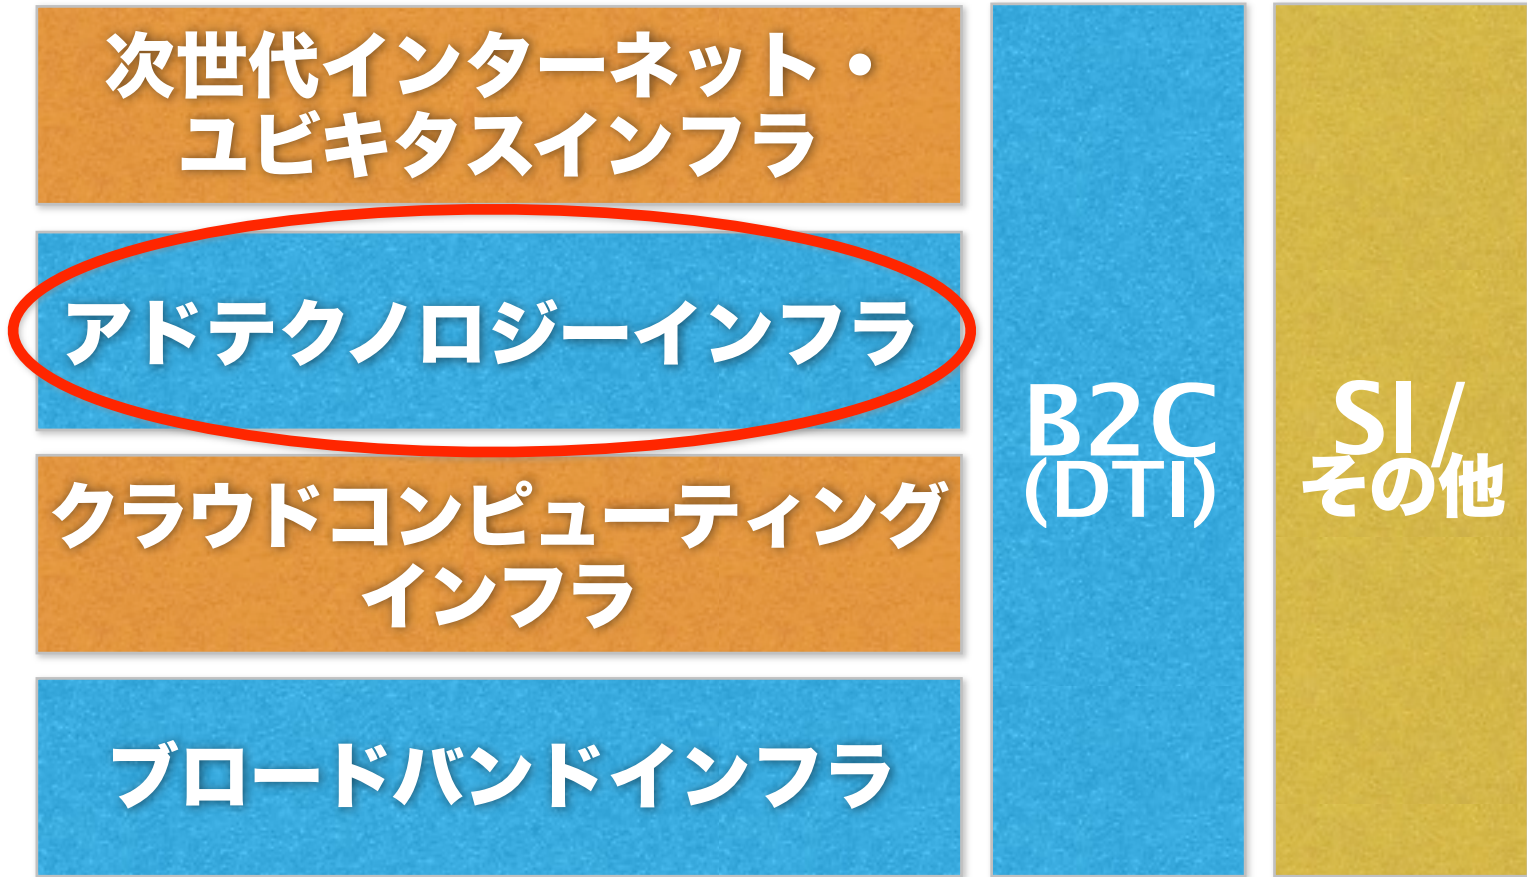 次世代インターネット・
ユビキタスインフラ
アドテクノロジーインフラ
クラウドコンピューティング
インフラ
ブロードバンドインフラ
B2C
(DTI)
SI/
その他